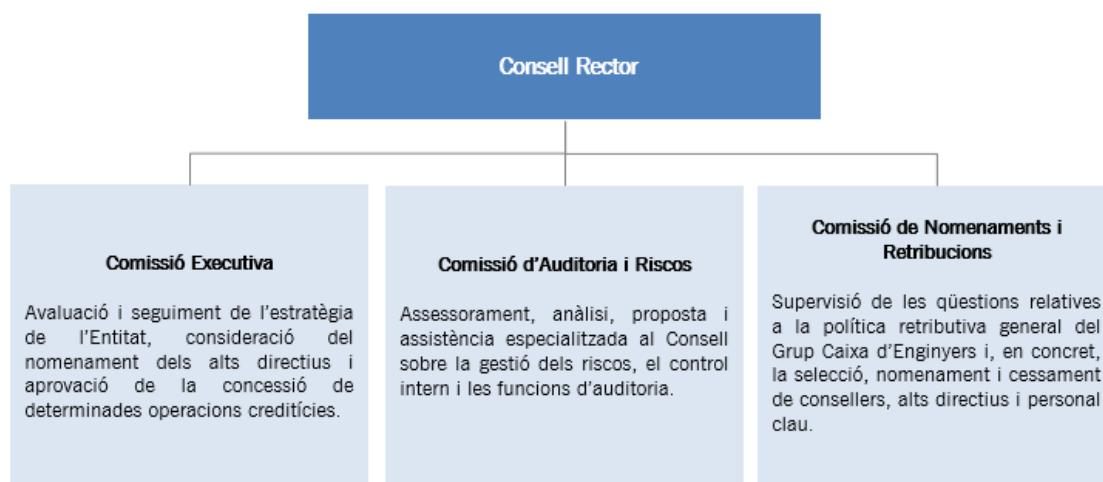 Consell Rector
Comissió Executiva
Avaluació i seguiment de l'estratègia
de l'Entitat, consideració del
nomenament dels alts directius i
aprovació de la concessió de
determinades operacions creditícies.
Comissió d'Auditoria i Riscos
Assessorament, anàlisi, proposta i
assistència especialitzada al Consell
sobre la gestió dels riscos, el control
intern i les funcions d'auditoria.
Comissió de Nomenaments i
Retribucions
Supervisió de les qüestions relatives
a la política retributiva general del
Grup Caixa d'Enginyers i, en concret,
la selecció, nomenament i cessament
de consellers, alts directius i personal
clau.